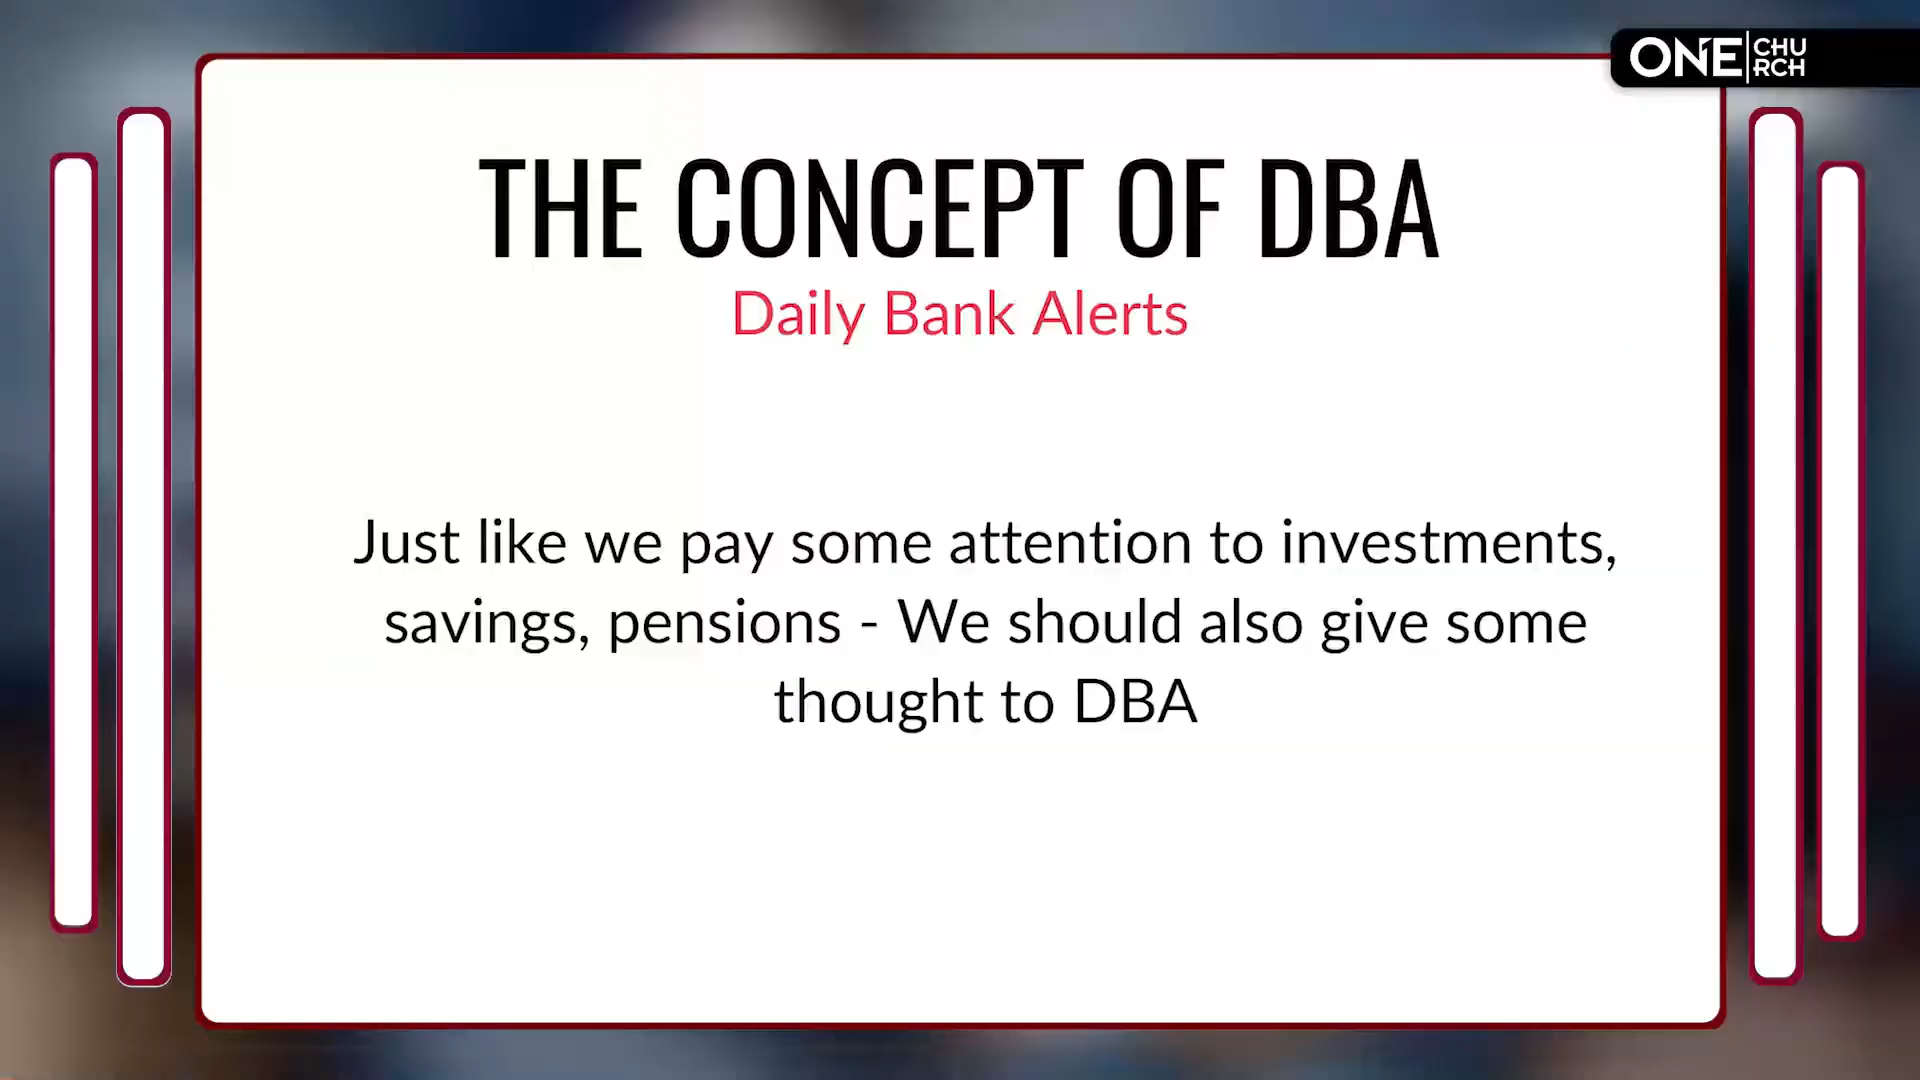 ONE CHU
RCH
THE CONCEPT OF DBA
Daily Bank Alerts
Just like we pay some attention to investments,
savings, pensions - We should also give some
thought to DBA